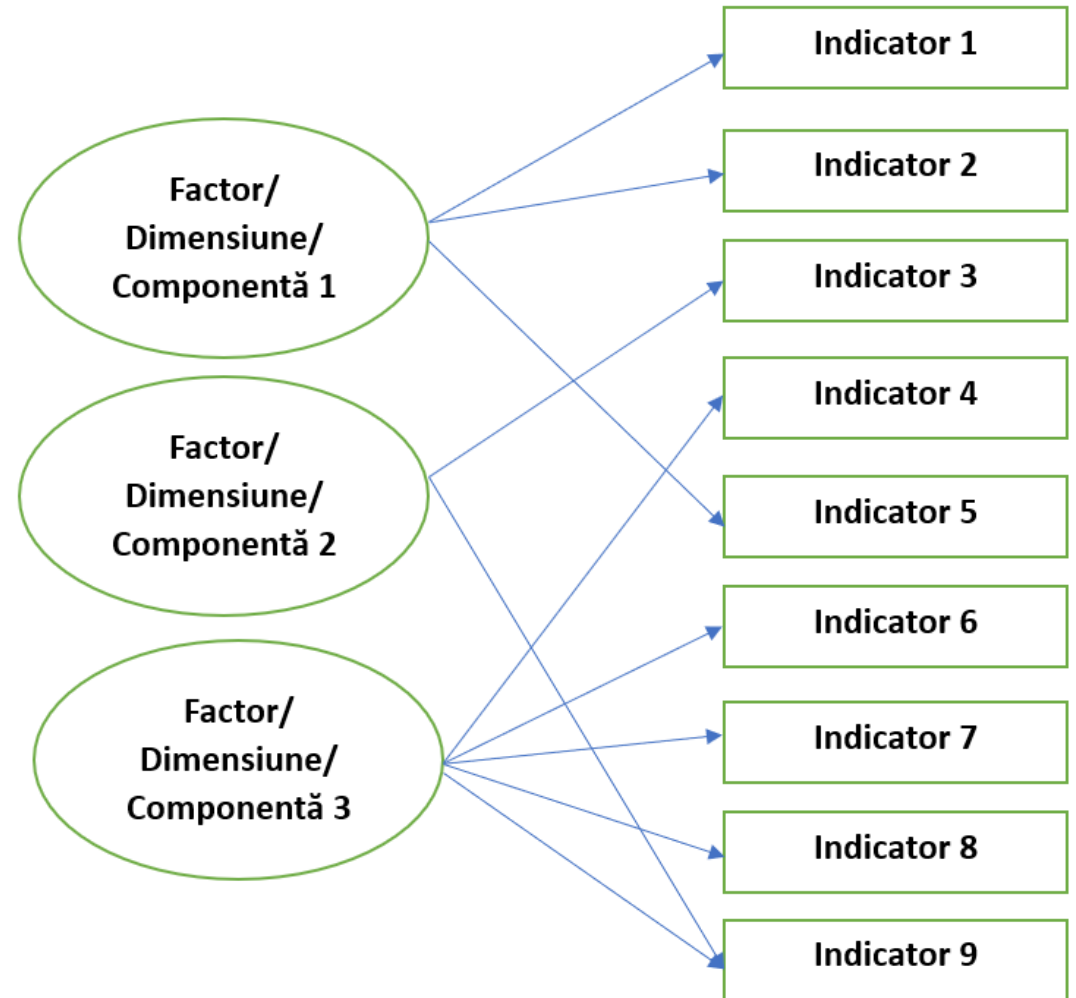 Factor/
Dimensiune/
Componentă 1
Factor/
Dimensiune/
Componentă 2
Factor/
Dimensiune/
Componentă 3
Indicator 1
Indicator 2
Indicator 3
Indicator 4
Indicator 5
Indicator 6
Indicator 7
Indicator 8
Indicator 9